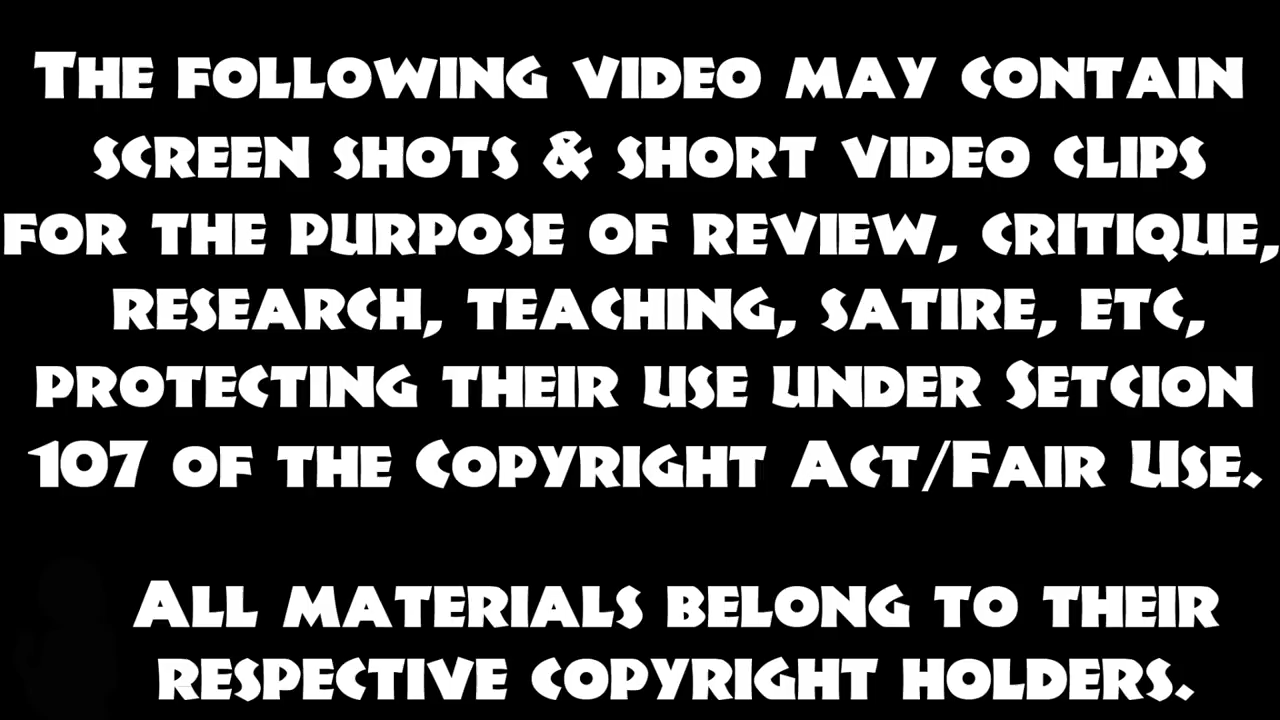 The following video may contain
screen shots & short video clips
for the purpose of review, critique,
research, teaching, satire, etc,
protecting their use under Setcion
107 of the Copyright Act/Fair Use.
All materials belong to their
respective copyright holders.